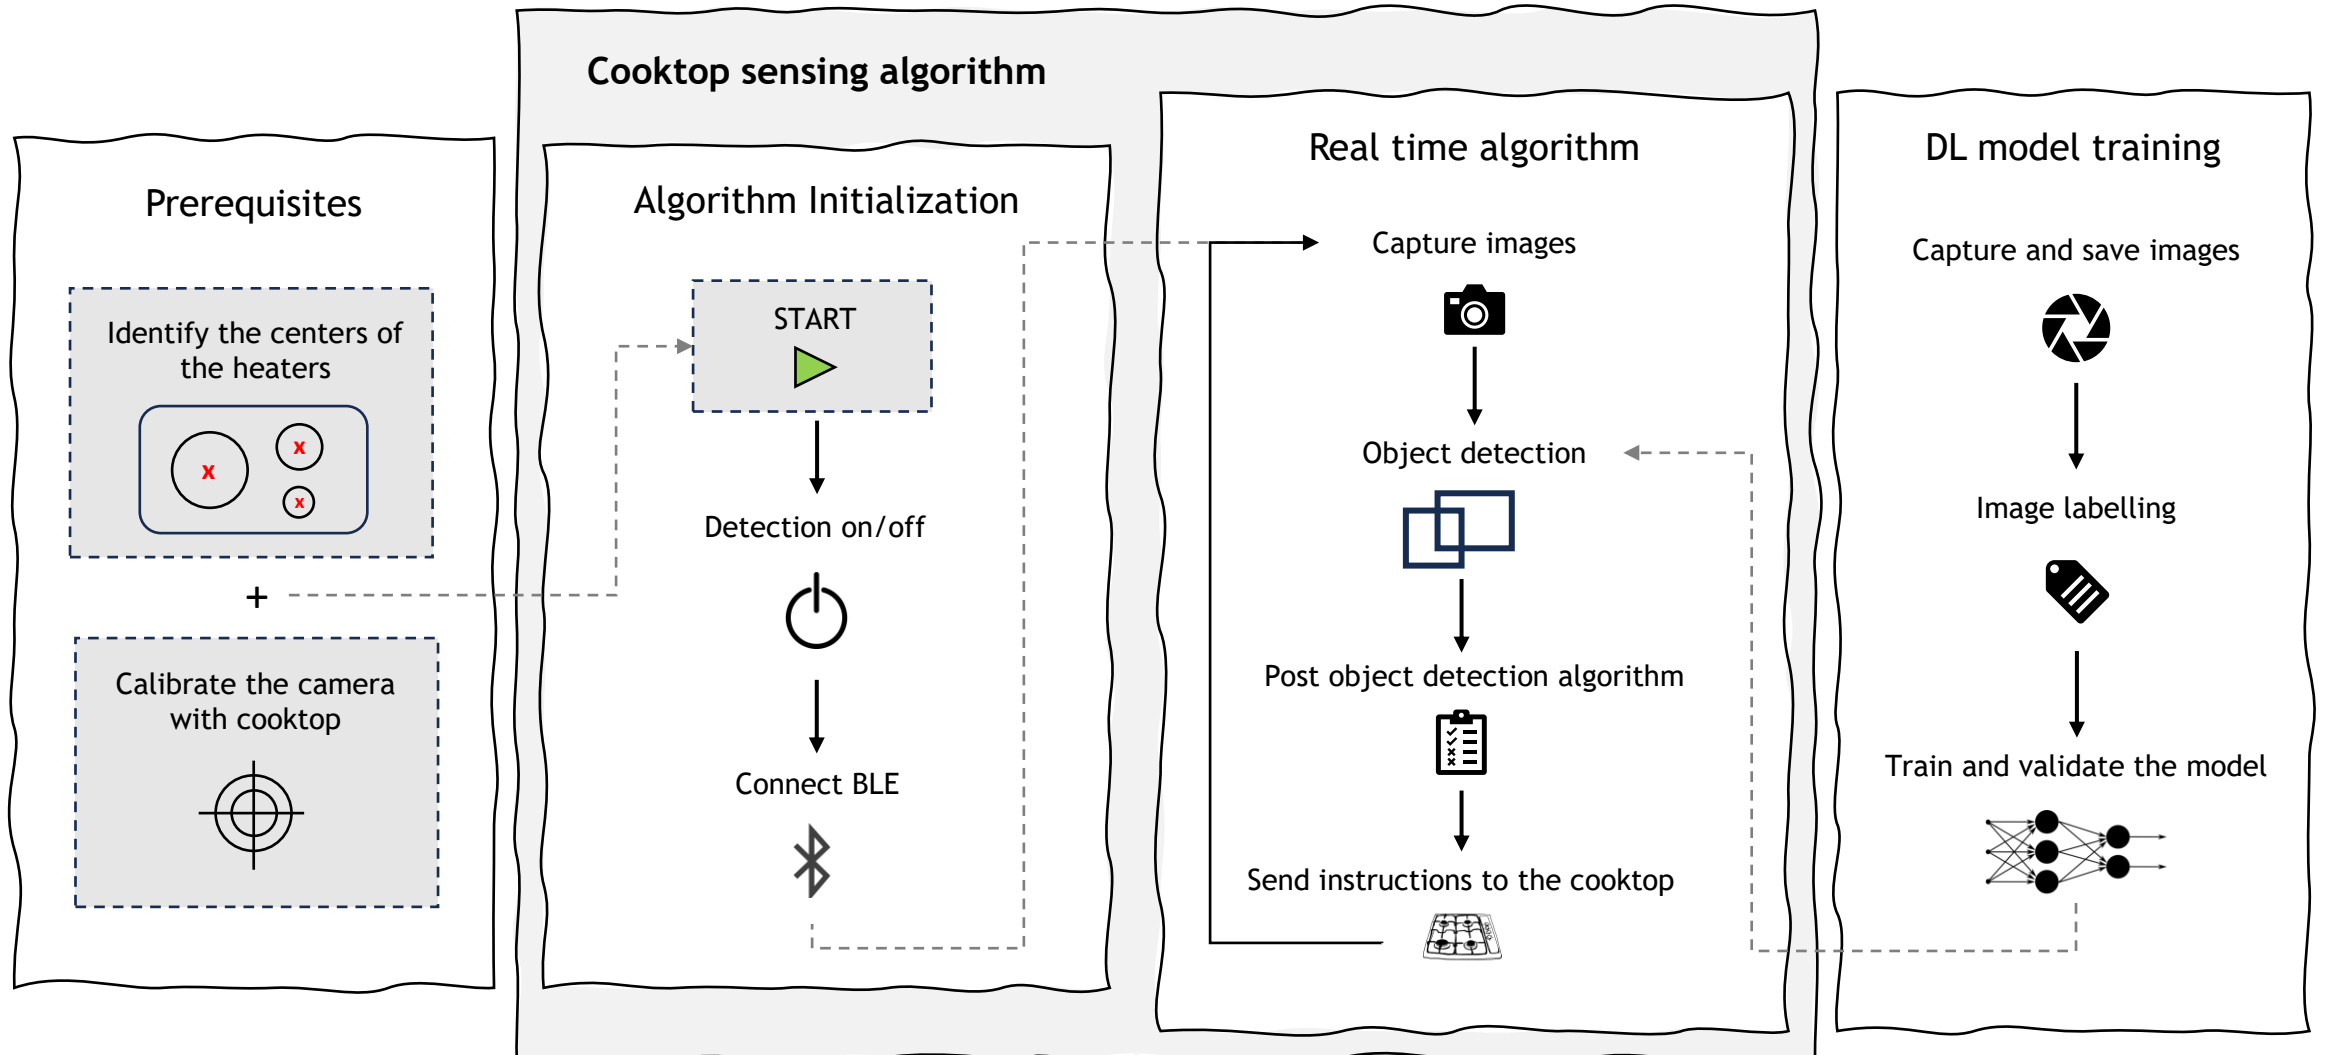 Cooktop sensing algorithm
Prerequisites
Identify the centers of
the heaters
x
x
x
+
Calibrate the camera
with cooktop
Algorithm Initialization
START
Detection on/off
Connect BLE
Real time algorithm
Capture images
Object detection
Post object detection algorithm
Send instructions to the cooktop
DL model training
Capture and save images
Image labelling
Train and validate the model